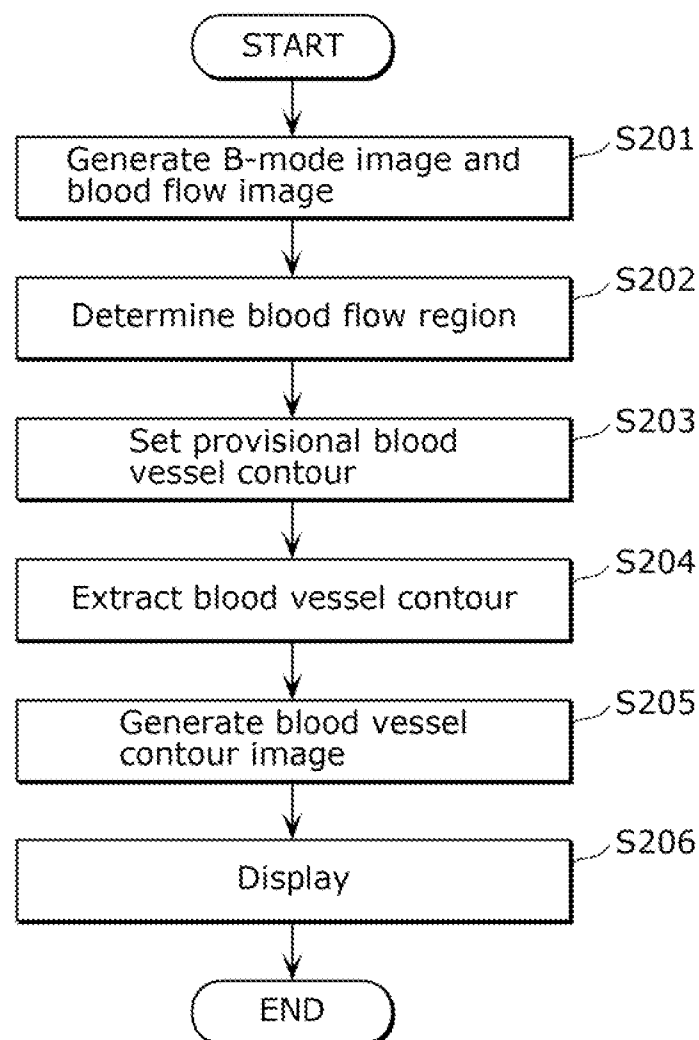 START
S201
Generate B-mode image and
blood flow image
S202
Determine blood flow region
S203
Set provisional blood
vessel contour
S204
Extract blood vessel contour
S205
Generate blood vessel
contour image
S206
Display
END